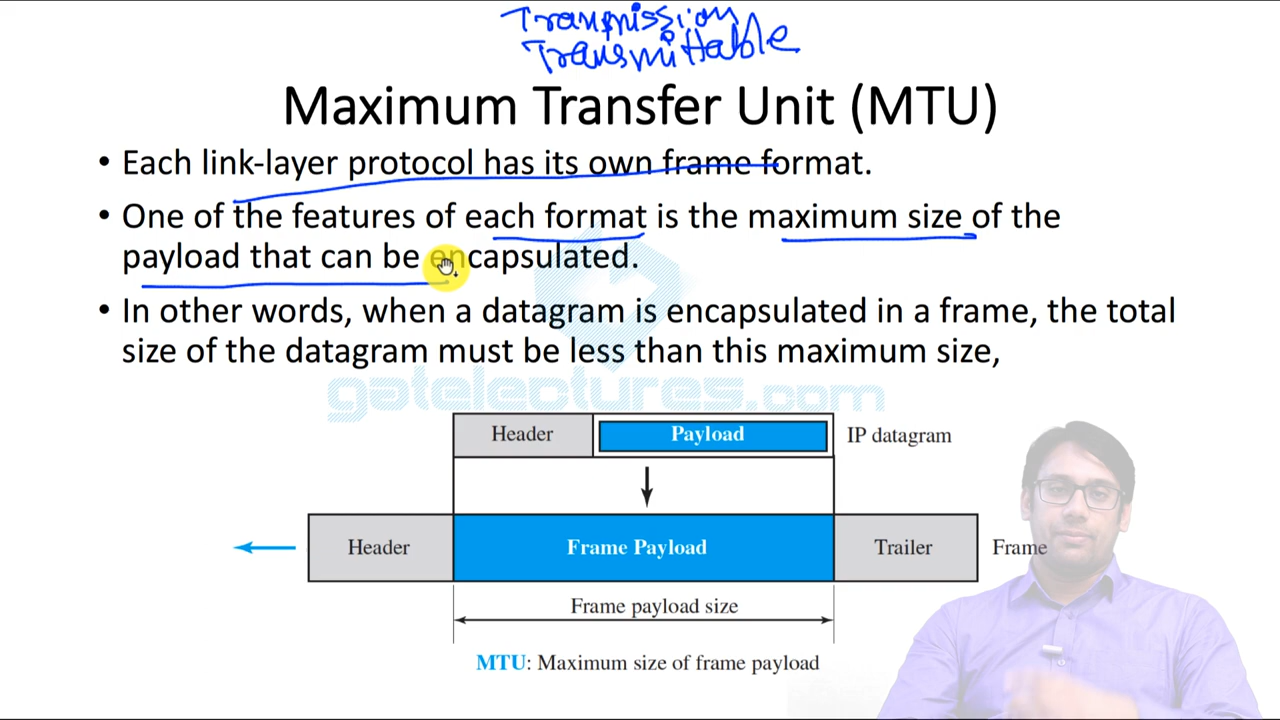 Transmission
Transmittable
Maximum Transfer Unit (MTU)
• Each link-layer protocol has its own frame format.
• One of the features of each format is the maximum size of the
payload that can be encapsulated.
• In other words, when a datagram is encapsulated in a frame, the total
size of the datagram must be less than this maximum size,
gatelectures.com
Header Payload IP datagram
Header Frame Payload Trailer Frame
Frame payload size
MTU: Maximum size of frame payload